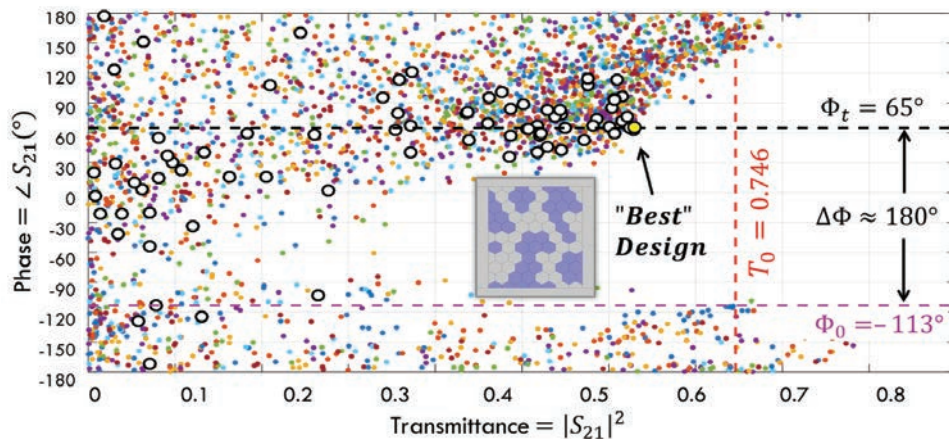 Phase = ∠ S₂₁(°)
180
150
120
90
60
30
0
-30
-60
-90
-120
-150
-180
Φₜ = 65°
"Best"
Design
T₀ = 0.746
ΔΦ ≈ 180°
Φ₀ = − 113°
0 0.1 0.2 0.3 0.4 0.5 0.6 0.7 0.8
Transmittance = |S₂₁|²